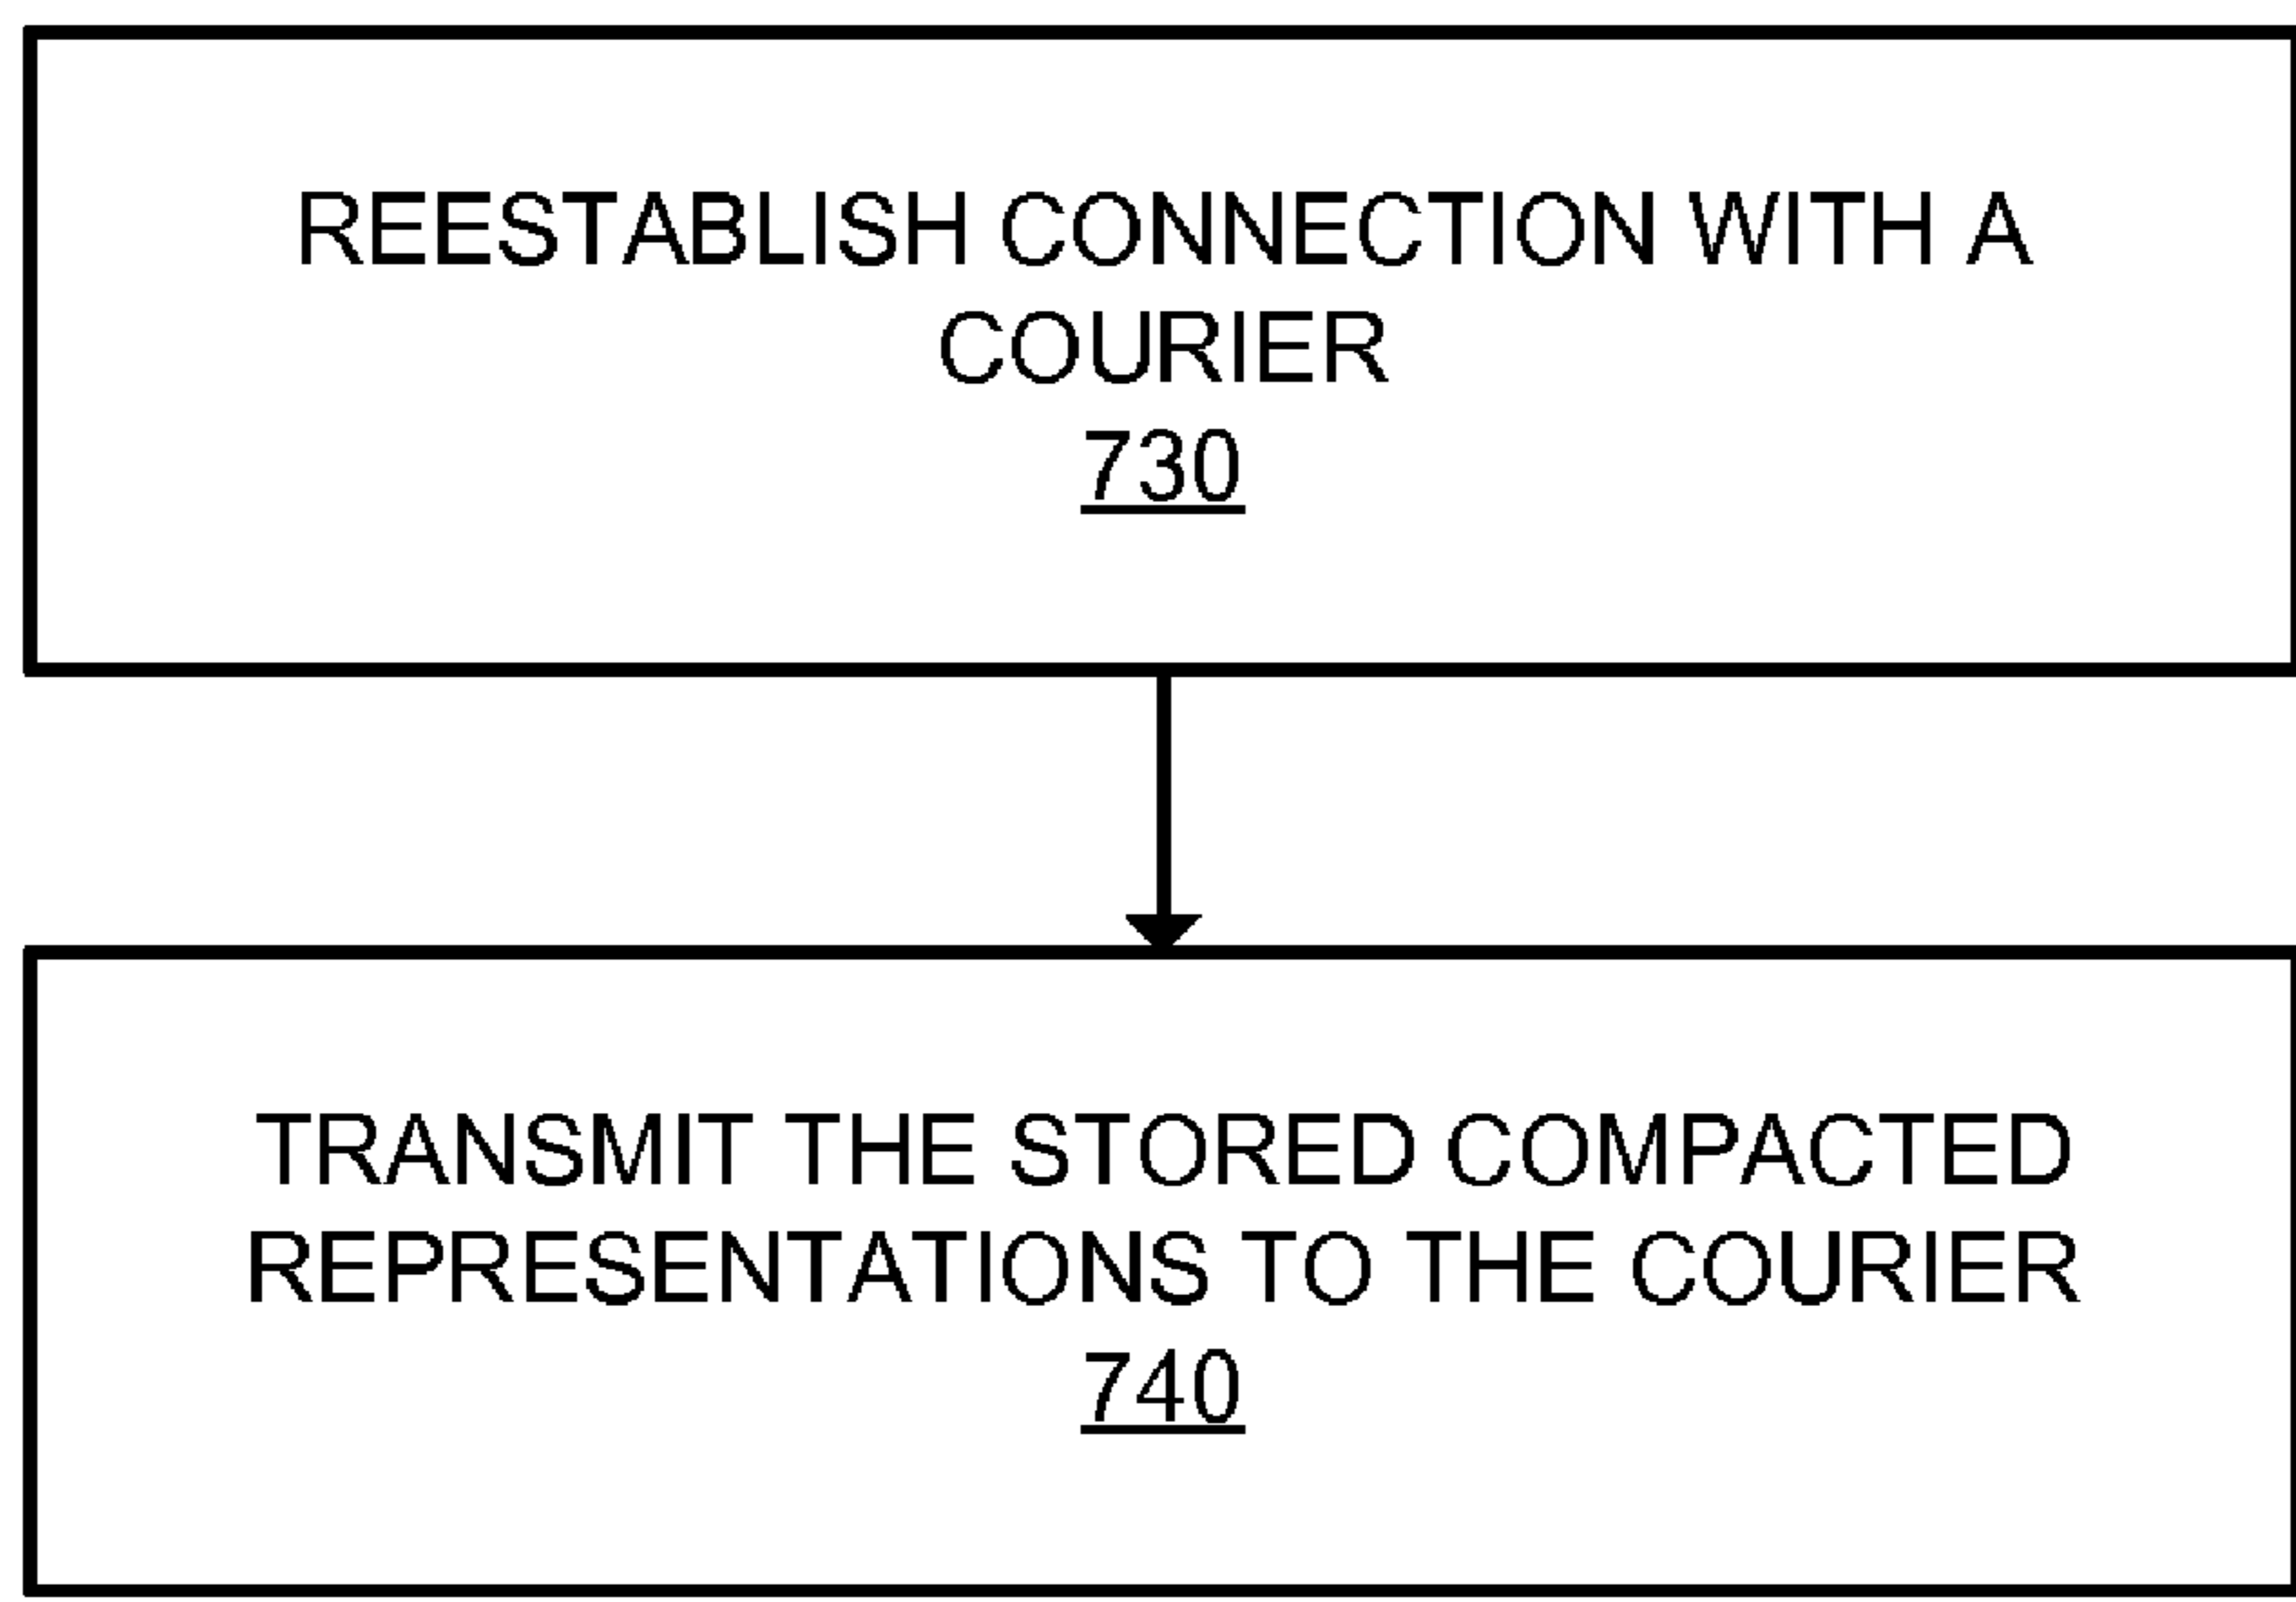 REESTABLISH CONNECTION WITH A
COURIER
730
TRANSMIT THE STORED COMPACTED
REPRESENTATIONS TO THE COURIER
740